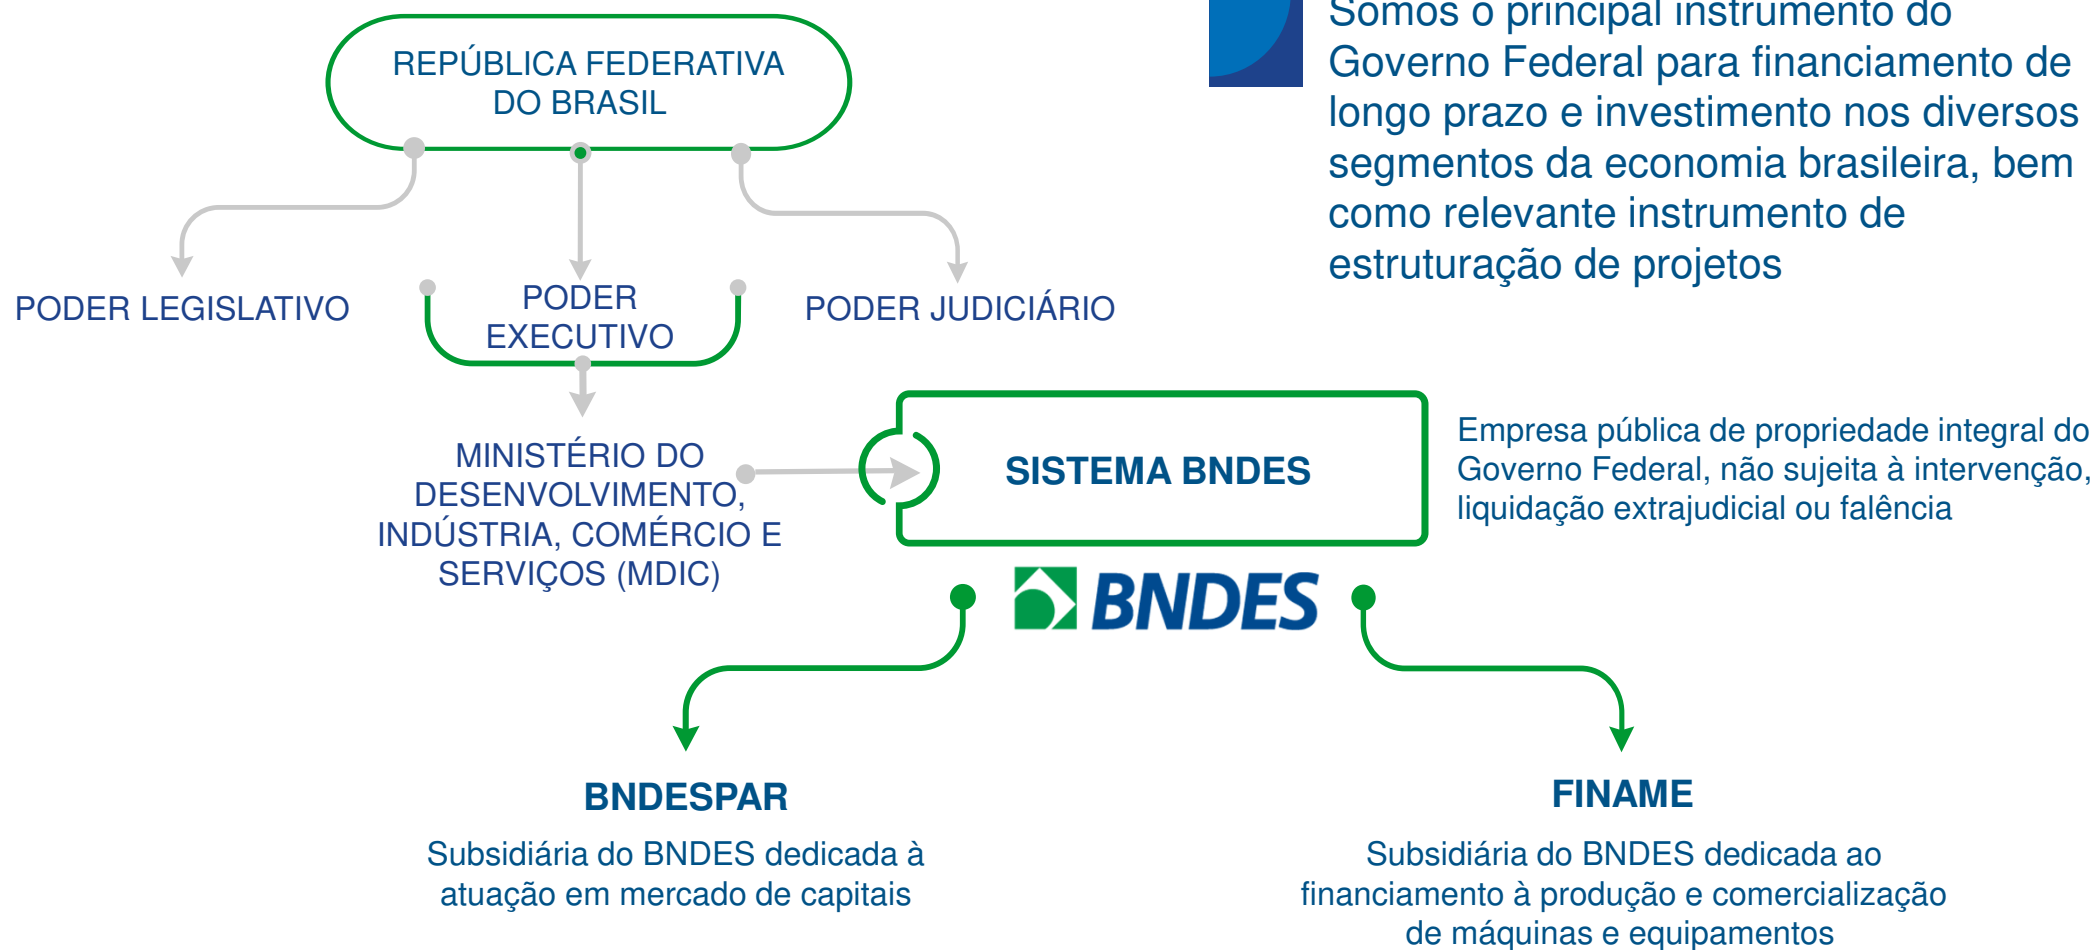 REPÚBLICA FEDERATIVA
DO BRASIL
Somos o principal instrumento do
Governo Federal para financiamento de
longo prazo e investimento nos diversos
segmentos da economia brasileira, bem
como relevante instrumento de
estruturação de projetos
PODER LEGISLATIVO
PODER
EXECUTIVO
PODER JUDICIÁRIO
MINISTÉRIO DO
DESENVOLVIMENTO,
INDÚSTRIA, COMÉRCIO E
SERVIÇOS (MDIC)
SISTEMA BNDES
Empresa pública de propriedade integral do
Governo Federal, não sujeita à intervenção,
liquidação extrajudicial ou falência
BNDES
BNDESPAR
Subsidiária do BNDES dedicada à
atuação em mercado de capitais
FINAME
Subsidiária do BNDES dedicada ao
financiamento à produção e comercialização
de máquinas e equipamentos